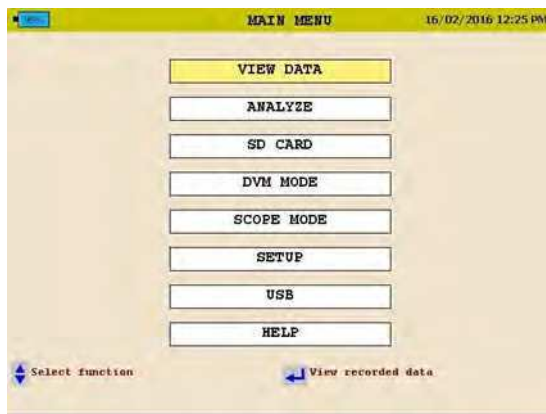 MAIN MENU 16/02/2016 12:25 PM
VIEW DATA
ANALYZE
SD CARD
DVM MODE
SCOPE MODE
SETUP
USB
HELP
Select function View recorded data